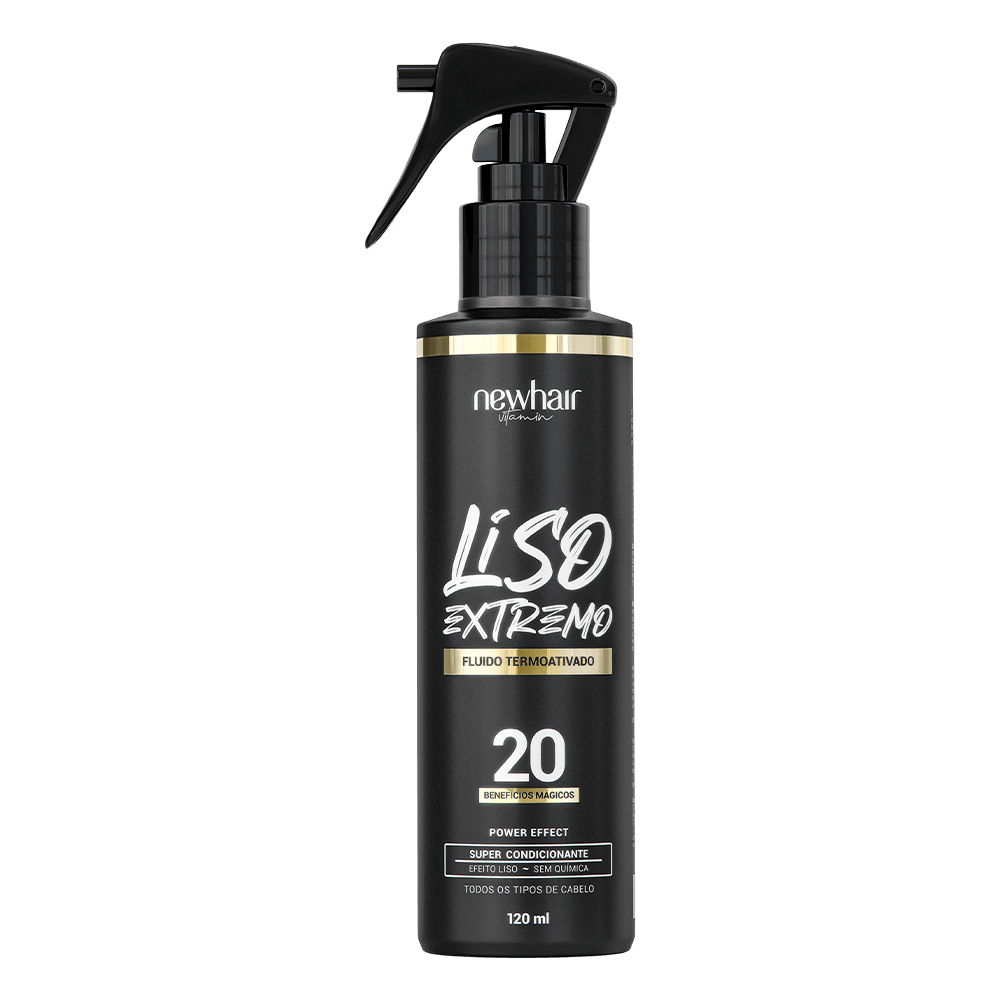 newhair
vitamin
LISO
EXTREMO
FLUIDO TERMOATIVADO
20
BENEFÍCIOS MÁGICOS
POWER EFFECT
SUPER CONDICIONANTE
EFEITO LISO ~ SEM QUÍMICA
TODOS OS TIPOS DE CABELO
120 ml